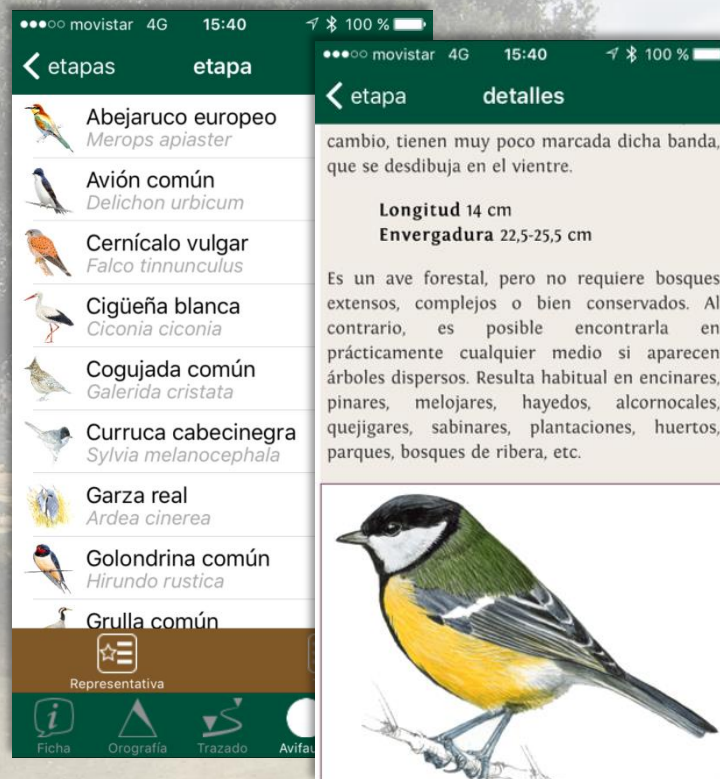 movistar 4G 15:40 100 %
etapas etapa
Abejaruco europeo
Merops apiaster
Avión común
Delichon urbicum
Cernícalo vulgar
Falco tinnunculus
Cigüeña blanca
Ciconia ciconia
Cogujada común
Galerida cristata
Curruca cabecinegra
Sylvia melanocephala
Garza real
Ardea cinerea
Golondrina común
Hirundo rustica
Grulla común
Representativa
Ficha Orografía Trazado Avifau
movistar 4G 15:40 100 %
etapa detalles
cambio, tienen muy poco marcada dicha banda,
que se desdibuja en el vientre.
Longitud 14 cm
Envergadura 22,5-25,5 cm
Es un ave forestal, pero no requiere bosques
extensos, complejos o bien conservados. Al
contrario, es posible encontrarla en
prácticamente cualquier medio si aparecen
árboles dispersos. Resulta habitual en encinares,
pinares, melojares, hayedos, alcornocales,
quejigares, sabinares, plantaciones, huertos,
parques, bosques de ribera, etc.